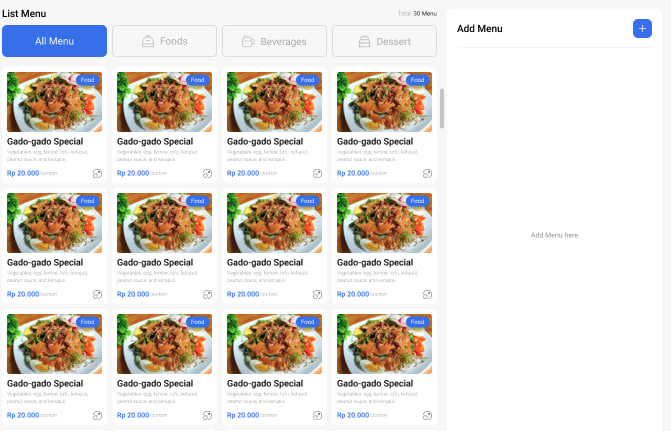 List Menu
Total 30 Menu
Add Menu
+
All Menu
Foods
Beverages
Dessert
Food
Food
Food
Food
Gado-gado Special
Gado-gado Special
Gado-gado Special
Gado-gado Special
Vegetables, egg, tempe, tofu, ketupat,
peanut sauce, and kerupuk.
Vegetables, egg, tempe, tofu, ketupat,
peanut sauce, and kerupuk.
Vegetables, egg, tempe, tofu, ketupat,
peanut sauce, and kerupuk.
Vegetables, egg, tempe, tofu, ketupat,
peanut sauce, and kerupuk.
Rp 20.000 /portion
Rp 20.000 /portion
Rp 20.000 /portion
Rp 20.000 /portion
Food
Food
Food
Food
Add Menu here
Gado-gado Special
Gado-gado Special
Gado-gado Special
Gado-gado Special
Vegetables, egg, tempe, tofu, ketupat,
peanut sauce, and kerupuk.
Vegetables, egg, tempe, tofu, ketupat,
peanut sauce, and kerupuk.
Vegetables, egg, tempe, tofu, ketupat,
peanut sauce, and kerupuk.
Vegetables, egg, tempe, tofu, ketupat,
peanut sauce, and kerupuk.
Rp 20.000 /portion
Rp 20.000 /portion
Rp 20.000 /portion
Rp 20.000 /portion
Food
Food
Food
Food
Gado-gado Special
Gado-gado Special
Gado-gado Special
Gado-gado Special
Vegetables, egg, tempe, tofu, ketupat,
peanut sauce, and kerupuk.
Vegetables, egg, tempe, tofu, ketupat,
peanut sauce, and kerupuk.
Vegetables, egg, tempe, tofu, ketupat,
peanut sauce, and kerupuk.
Vegetables, egg, tempe, tofu, ketupat,
peanut sauce, and kerupuk.
Rp 20.000 /portion
Rp 20.000 /portion
Rp 20.000 /portion
Rp 20.000 /portion